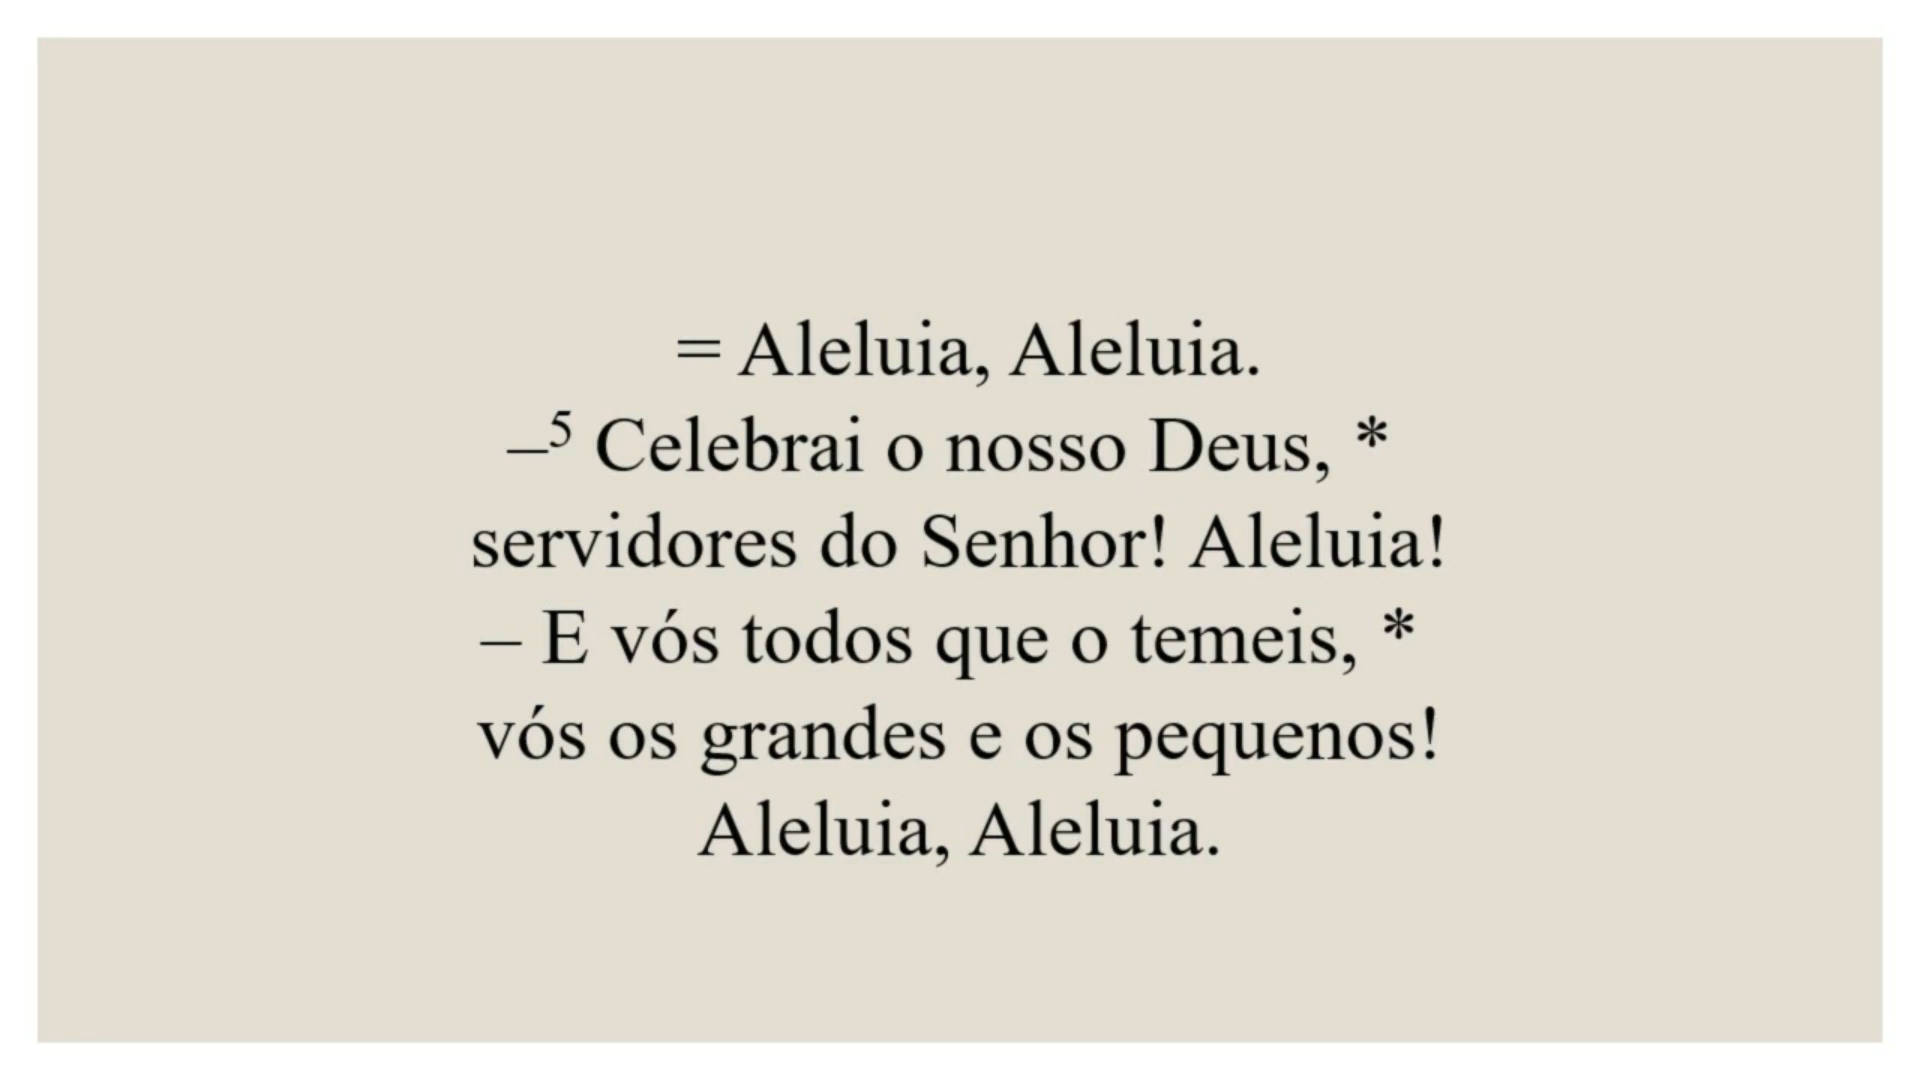 = Aleluia, Aleluia.
–⁵ Celebrai o nosso Deus, *
servidores do Senhor! Aleluia!
– E vós todos que o temeis, *
vós os grandes e os pequenos!
Aleluia, Aleluia.